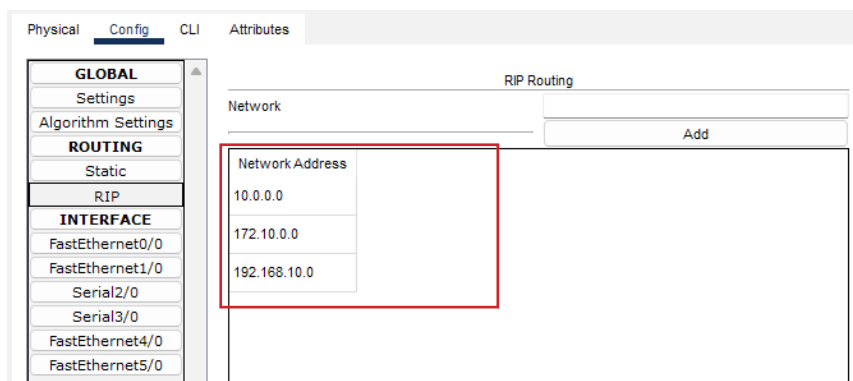 Physical Config CLI Attributes
GLOBAL
Settings
Algorithm Settings
ROUTING
Static
RIP
INTERFACE
FastEthernet0/0
FastEthernet1/0
Serial2/0
Serial3/0
FastEthernet4/0
FastEthernet5/0
RIP Routing
Network
Add
Network Address
10.0.0.0
172.10.0.0
192.168.10.0